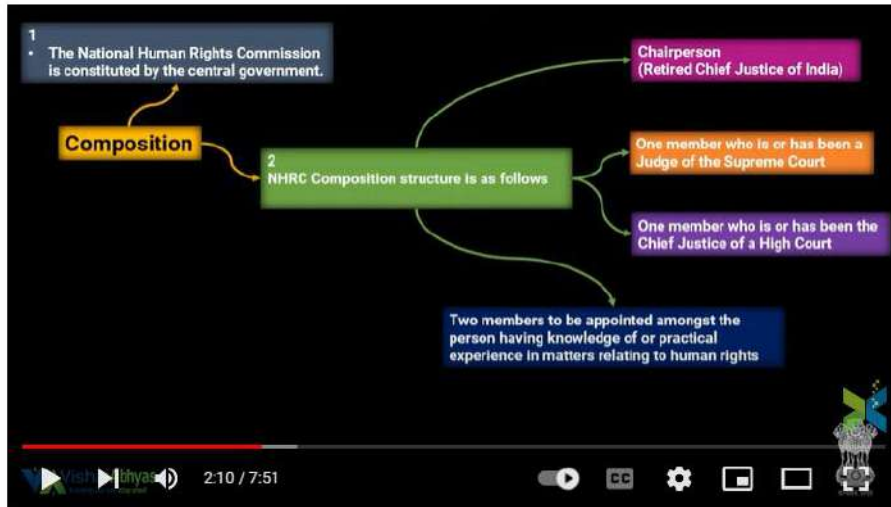 1
• The National Human Rights Commission
is constituted by the central government.
Chairperson
(Retired Chief Justice of India)
Composition
2
NHRC Composition structure is as follows
One member who is or has been a
Judge of the Supreme Court
One member who is or has been the
Chief Justice of a High Court
Two members to be appointed amongst the
person having knowledge of or practical
experience in matters relating to human rights
2:10 / 7:51
CC